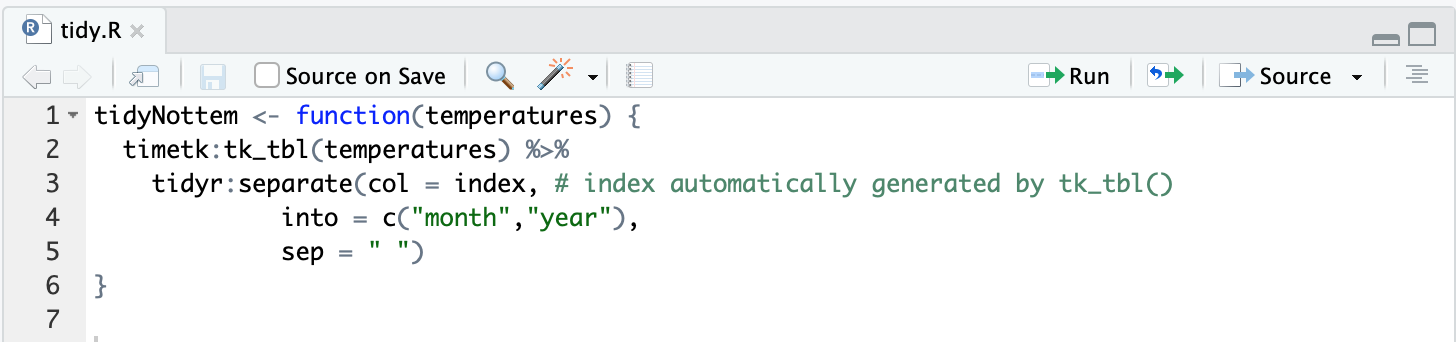 R tidy.R ×
Source on Save Run Source
1 tidyNottem <- function(temperatures) {
2   timetk:tk_tbl(temperatures) %>%
3     tidyr:separate(col = index, # index automatically generated by tk_tbl()
4              into = c("month","year"),
5              sep = " ")
6 }
7